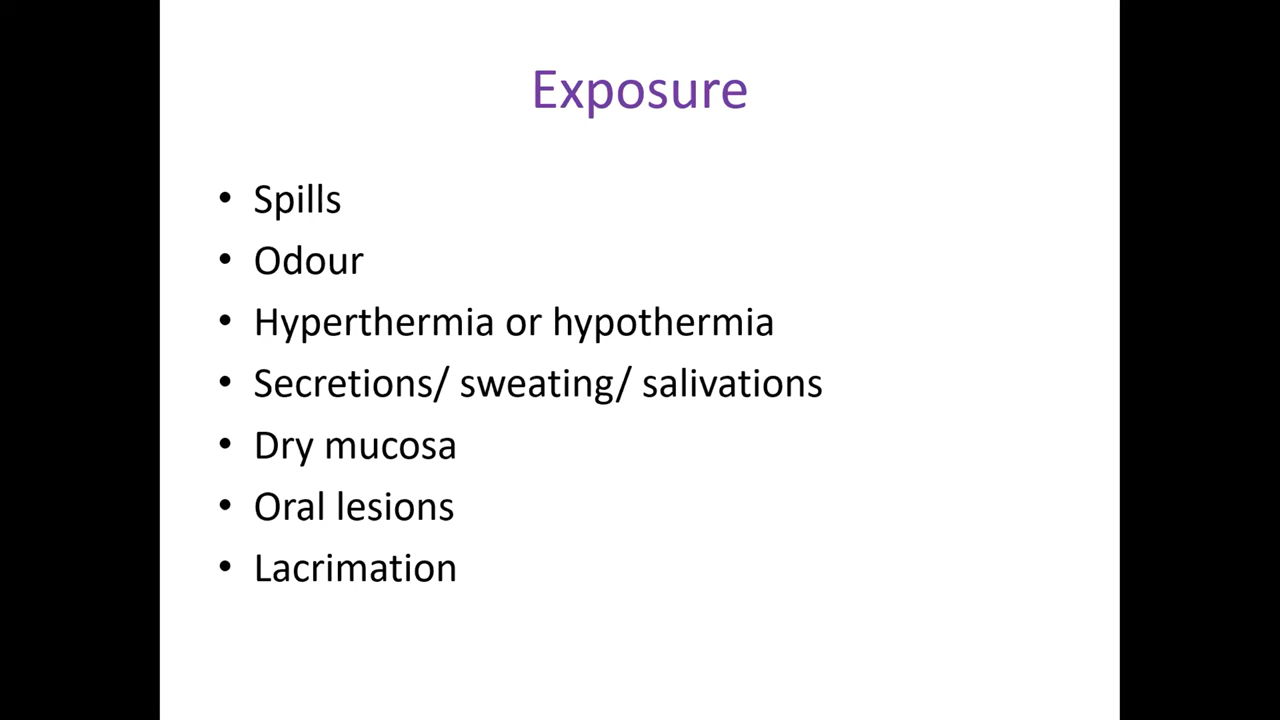 Exposure
• Spills
• Odour
• Hyperthermia or hypothermia
• Secretions/ sweating/ salivations
• Dry mucosa
• Oral lesions
• Lacrimation